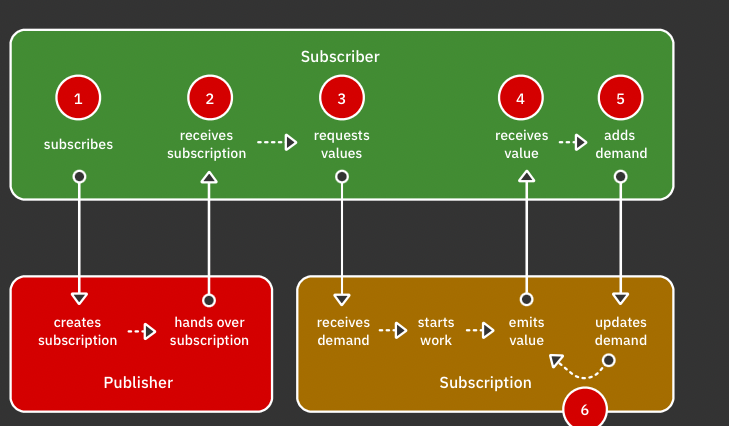 Subscriber
1
2
3
4
5
subscribes
receives
subscription
requests
values
receives
value
adds
demand
creates
subscription
hands over
subscription
Publisher
receives
demand
starts
work
emits
value
updates
demand
Subscription
6